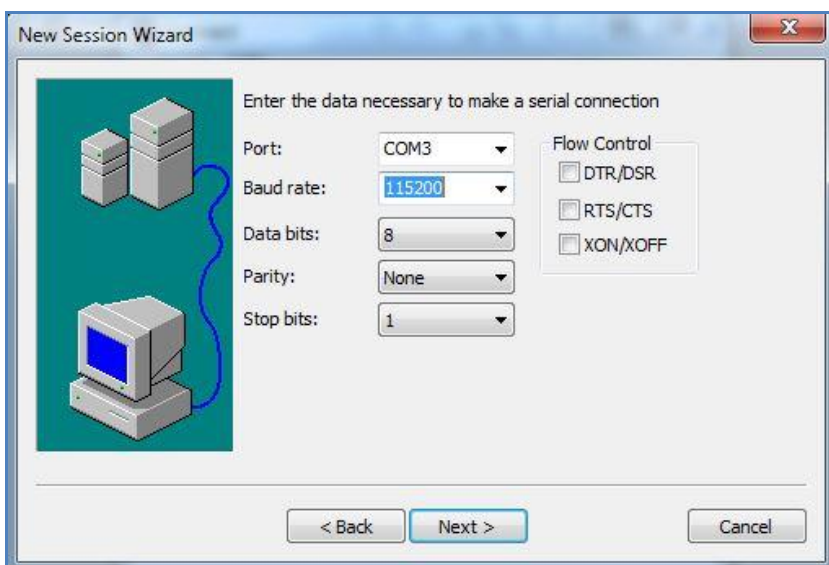 New Session Wizard
Enter the data necessary to make a serial connection
Port: COM3
Baud rate: 115200
Data bits: 8
Parity: None
Stop bits: 1
Flow Control
DTR/DSR
RTS/CTS
XON/XOFF
< Back Next > Cancel